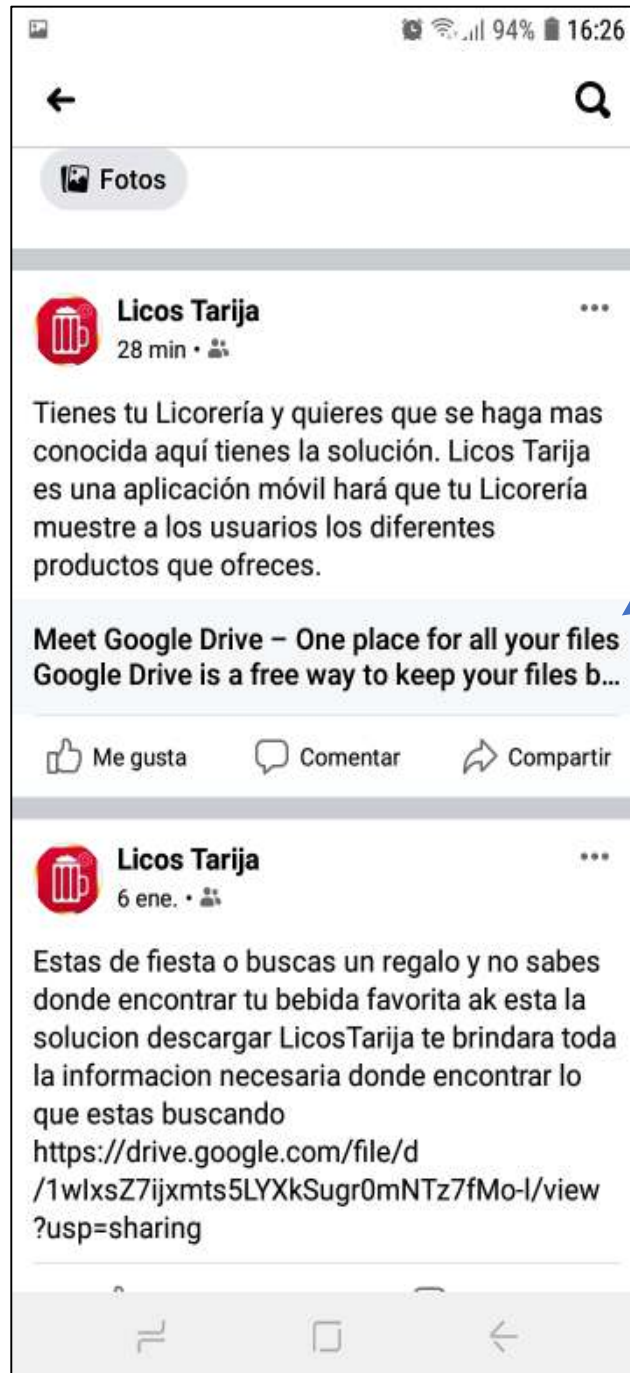 94% 16:26
Fotos
Licos Tarija
28 min •
Tienes tu Licorería y quieres que se haga mas
conocida aquí tienes la solución. Licos Tarija
es una aplicación móvil hará que tu Licorería
muestre a los usuarios los diferentes
productos que ofreces.
Meet Google Drive – One place for all your files
Google Drive is a free way to keep your files b...
Me gusta Comentar Compartir
Licos Tarija
6 ene. •
Estas de fiesta o buscas un regalo y no sabes
donde encontrar tu bebida favorita ak esta la
solucion descargar LicosTarija te brindara toda
la informacion necesaria donde encontrar lo
que estas buscando
https://drive.google.com/file/d
/1wIxsZ7ijxmts5LYXkSugr0mNTz7fMo-l/view
?usp=sharing